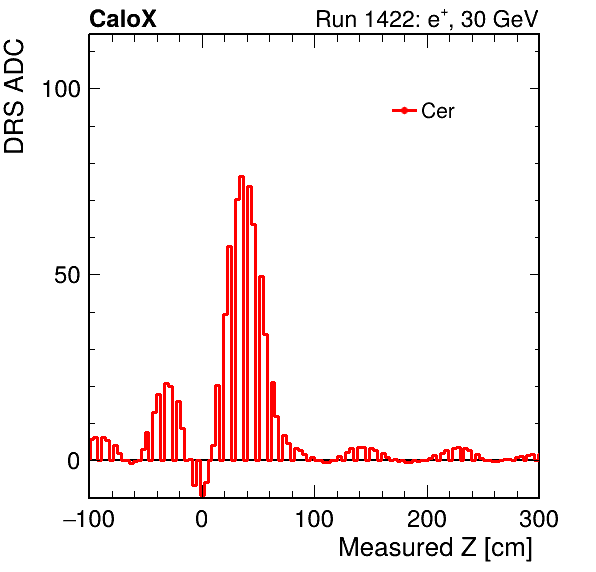 CaloX Run 1422: e⁺, 30 GeV
DRS ADC
100
Cer
50
0
−100 0 100 200 300
Measured Z [cm]